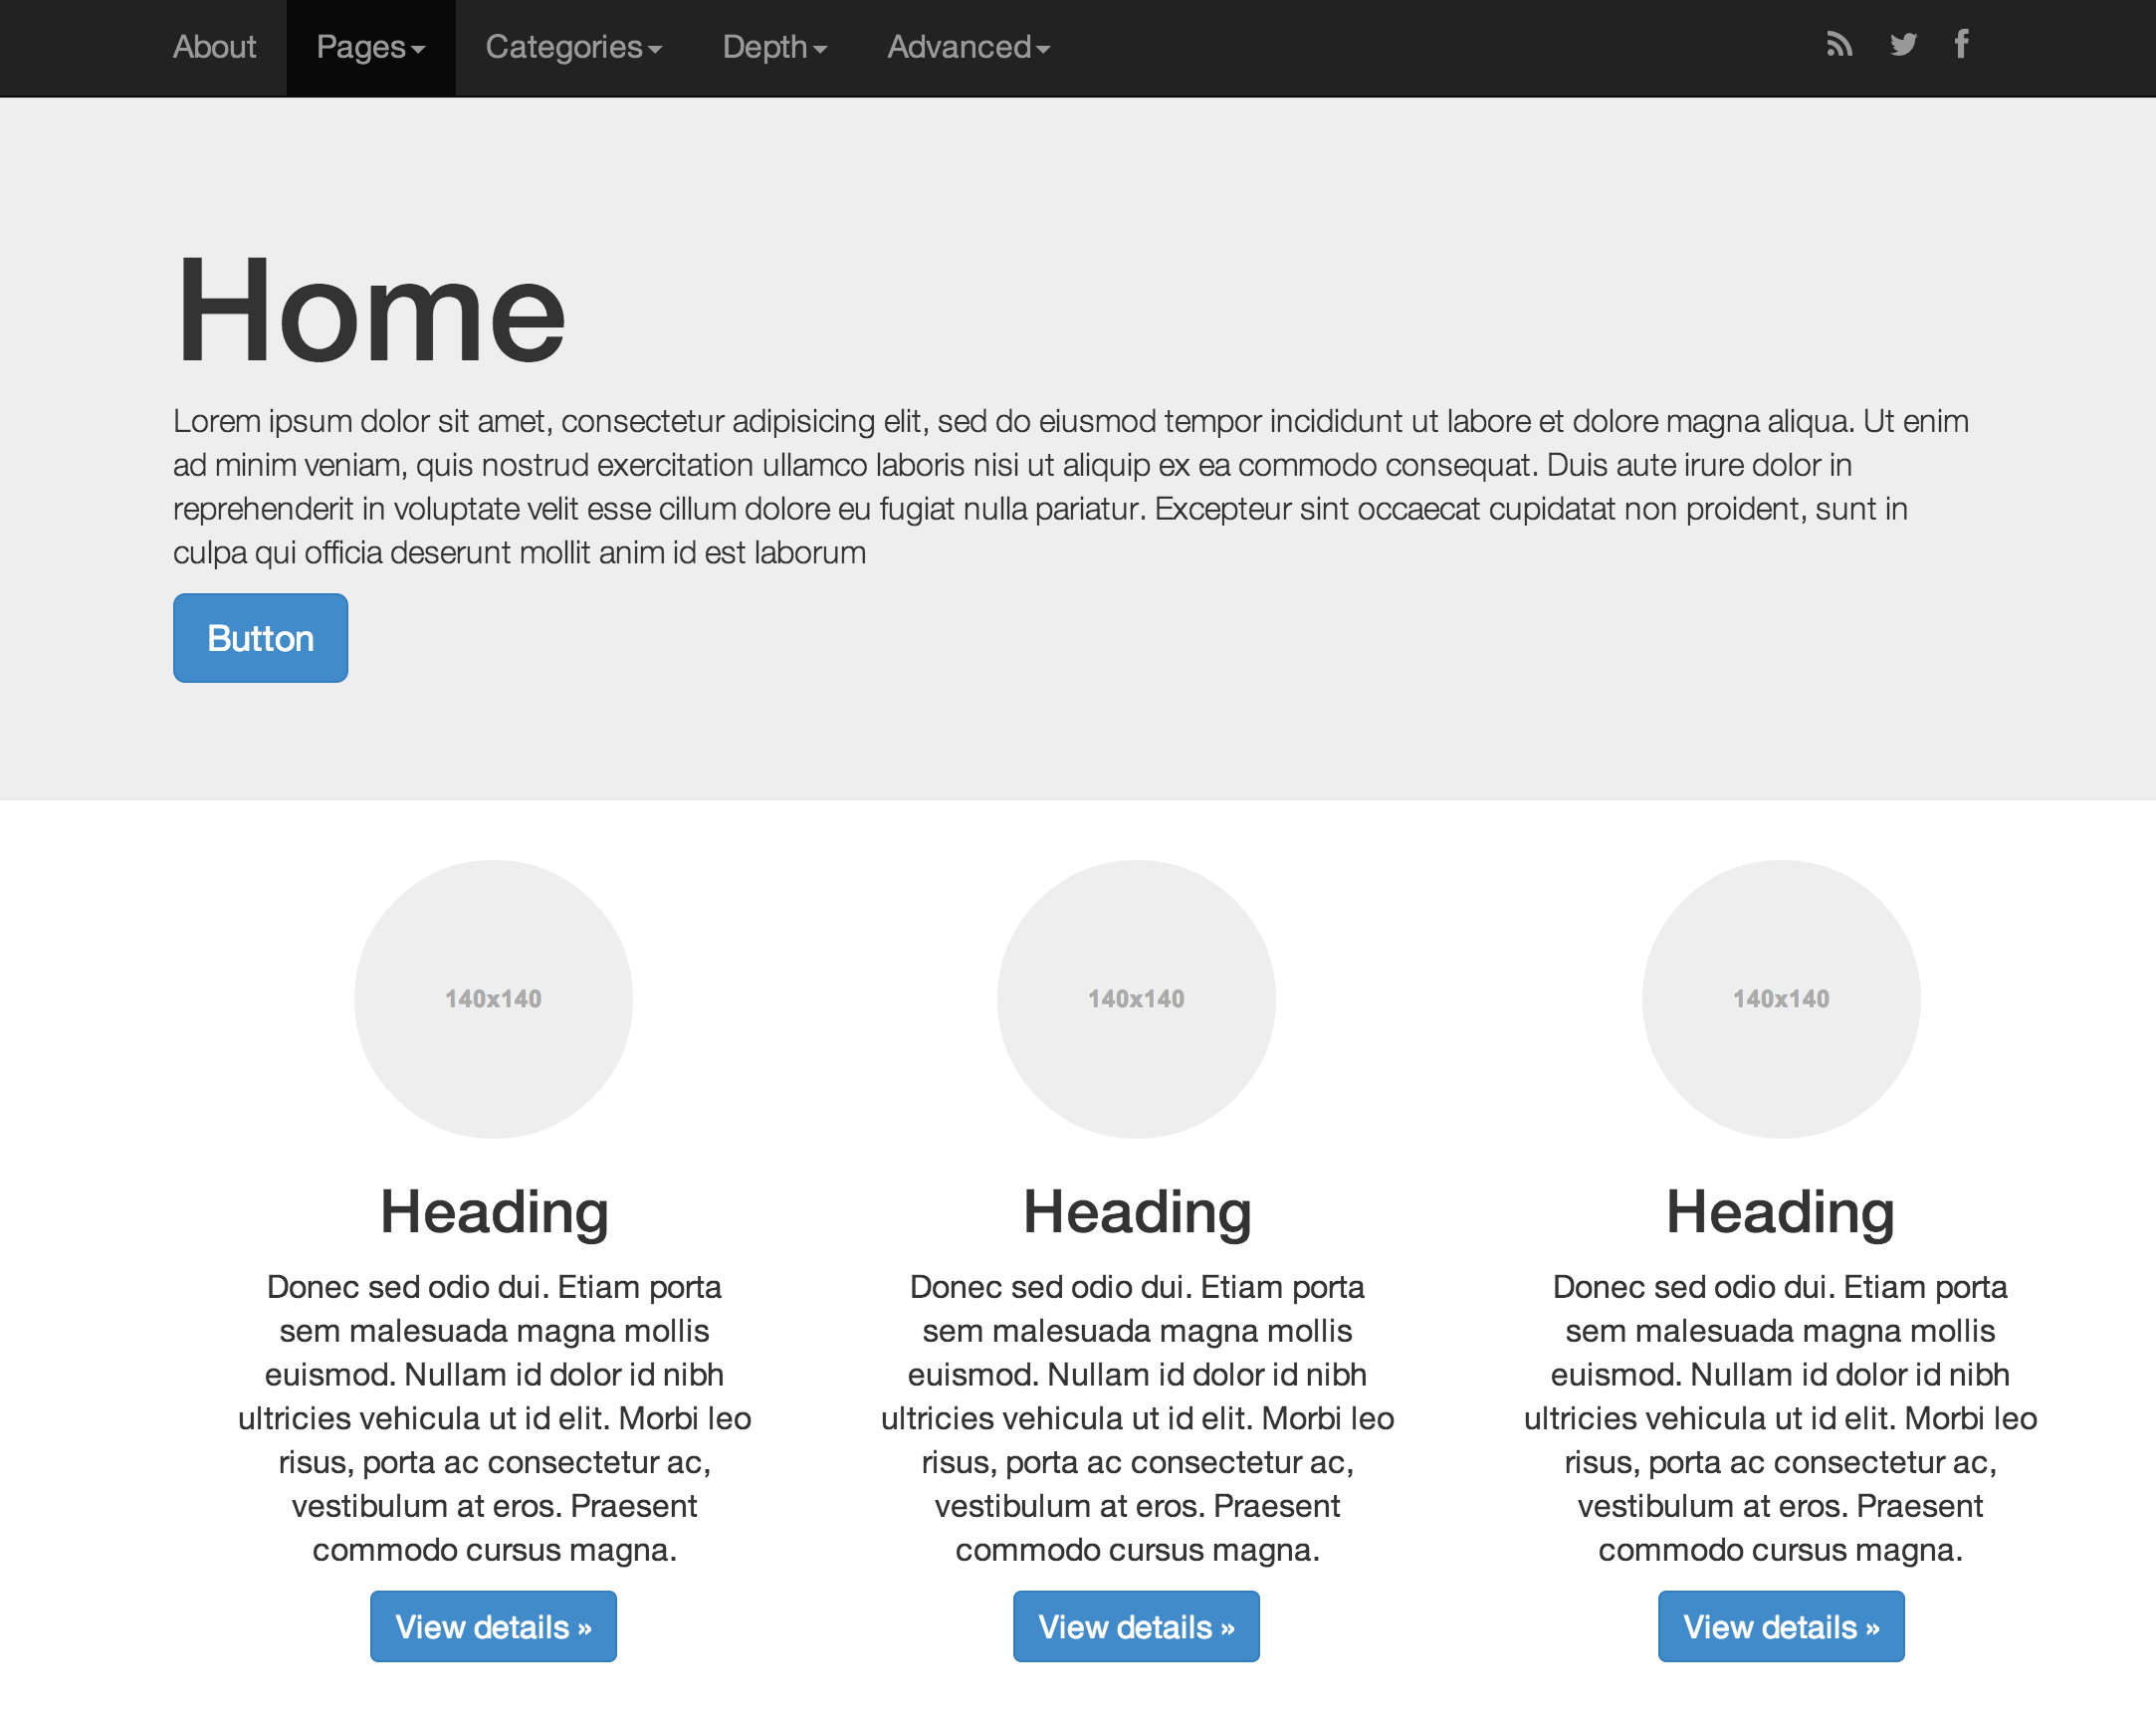 About Pages Categories Depth Advanced
Home
Lorem ipsum dolor sit amet, consectetur adipisicing elit, sed do eiusmod tempor incididunt ut labore et dolore magna aliqua. Ut enim
ad minim veniam, quis nostrud exercitation ullamco laboris nisi ut aliquip ex ea commodo consequat. Duis aute irure dolor in
reprehenderit in voluptate velit esse cillum dolore eu fugiat nulla pariatur. Excepteur sint occaecat cupidatat non proident, sunt in
culpa qui officia deserunt mollit anim id est laborum
Button
140x140
Heading
Donec sed odio dui. Etiam porta
sem malesuada magna mollis
euismod. Nullam id dolor id nibh
ultricies vehicula ut id elit. Morbi leo
risus, porta ac consectetur ac,
vestibulum at eros. Praesent
commodo cursus magna.
View details »
140x140
Heading
Donec sed odio dui. Etiam porta
sem malesuada magna mollis
euismod. Nullam id dolor id nibh
ultricies vehicula ut id elit. Morbi leo
risus, porta ac consectetur ac,
vestibulum at eros. Praesent
commodo cursus magna.
View details »
140x140
Heading
Donec sed odio dui. Etiam porta
sem malesuada magna mollis
euismod. Nullam id dolor id nibh
ultricies vehicula ut id elit. Morbi leo
risus, porta ac consectetur ac,
vestibulum at eros. Praesent
commodo cursus magna.
View details »